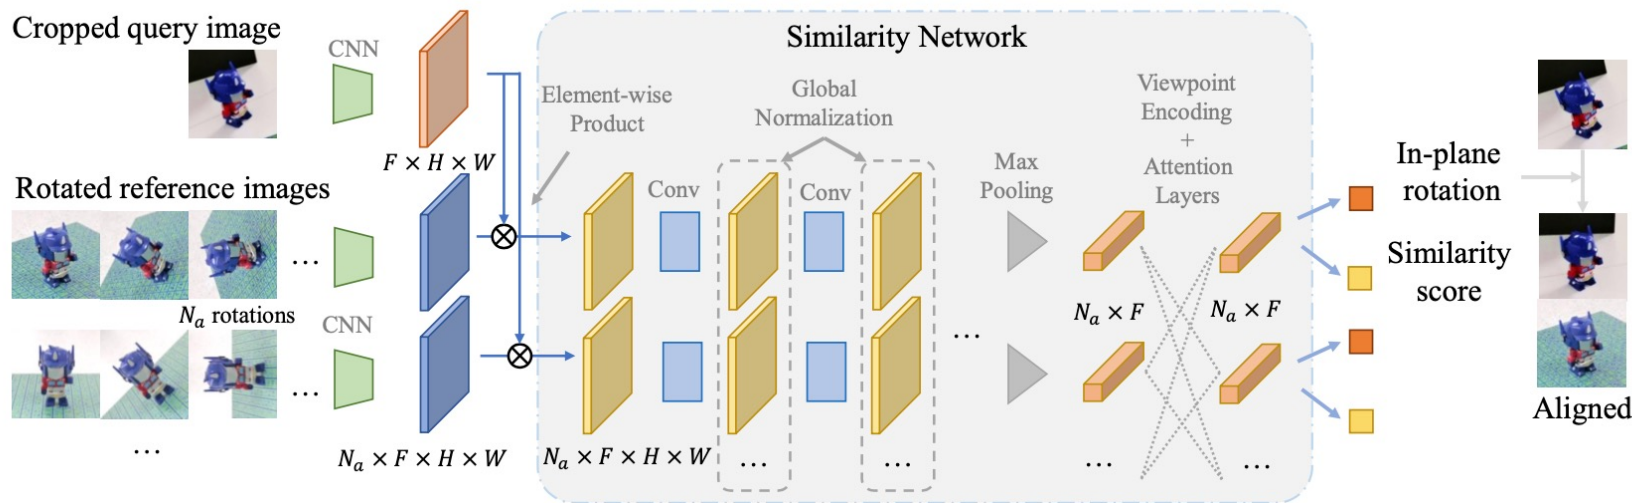 Cropped query image
CNN
F × H × W
Rotated reference images
N_a rotations
CNN
...
...
...
N_a × F × H × W
Similarity Network
Element-wise
Product
Global
Normalization
Conv
Conv
N_a × F × H × W
...
...
...
Max
Pooling
Viewpoint
Encoding
+
Attention
Layers
N_a × F
N_a × F
...
...
In-plane
rotation
Similarity
score
Aligned